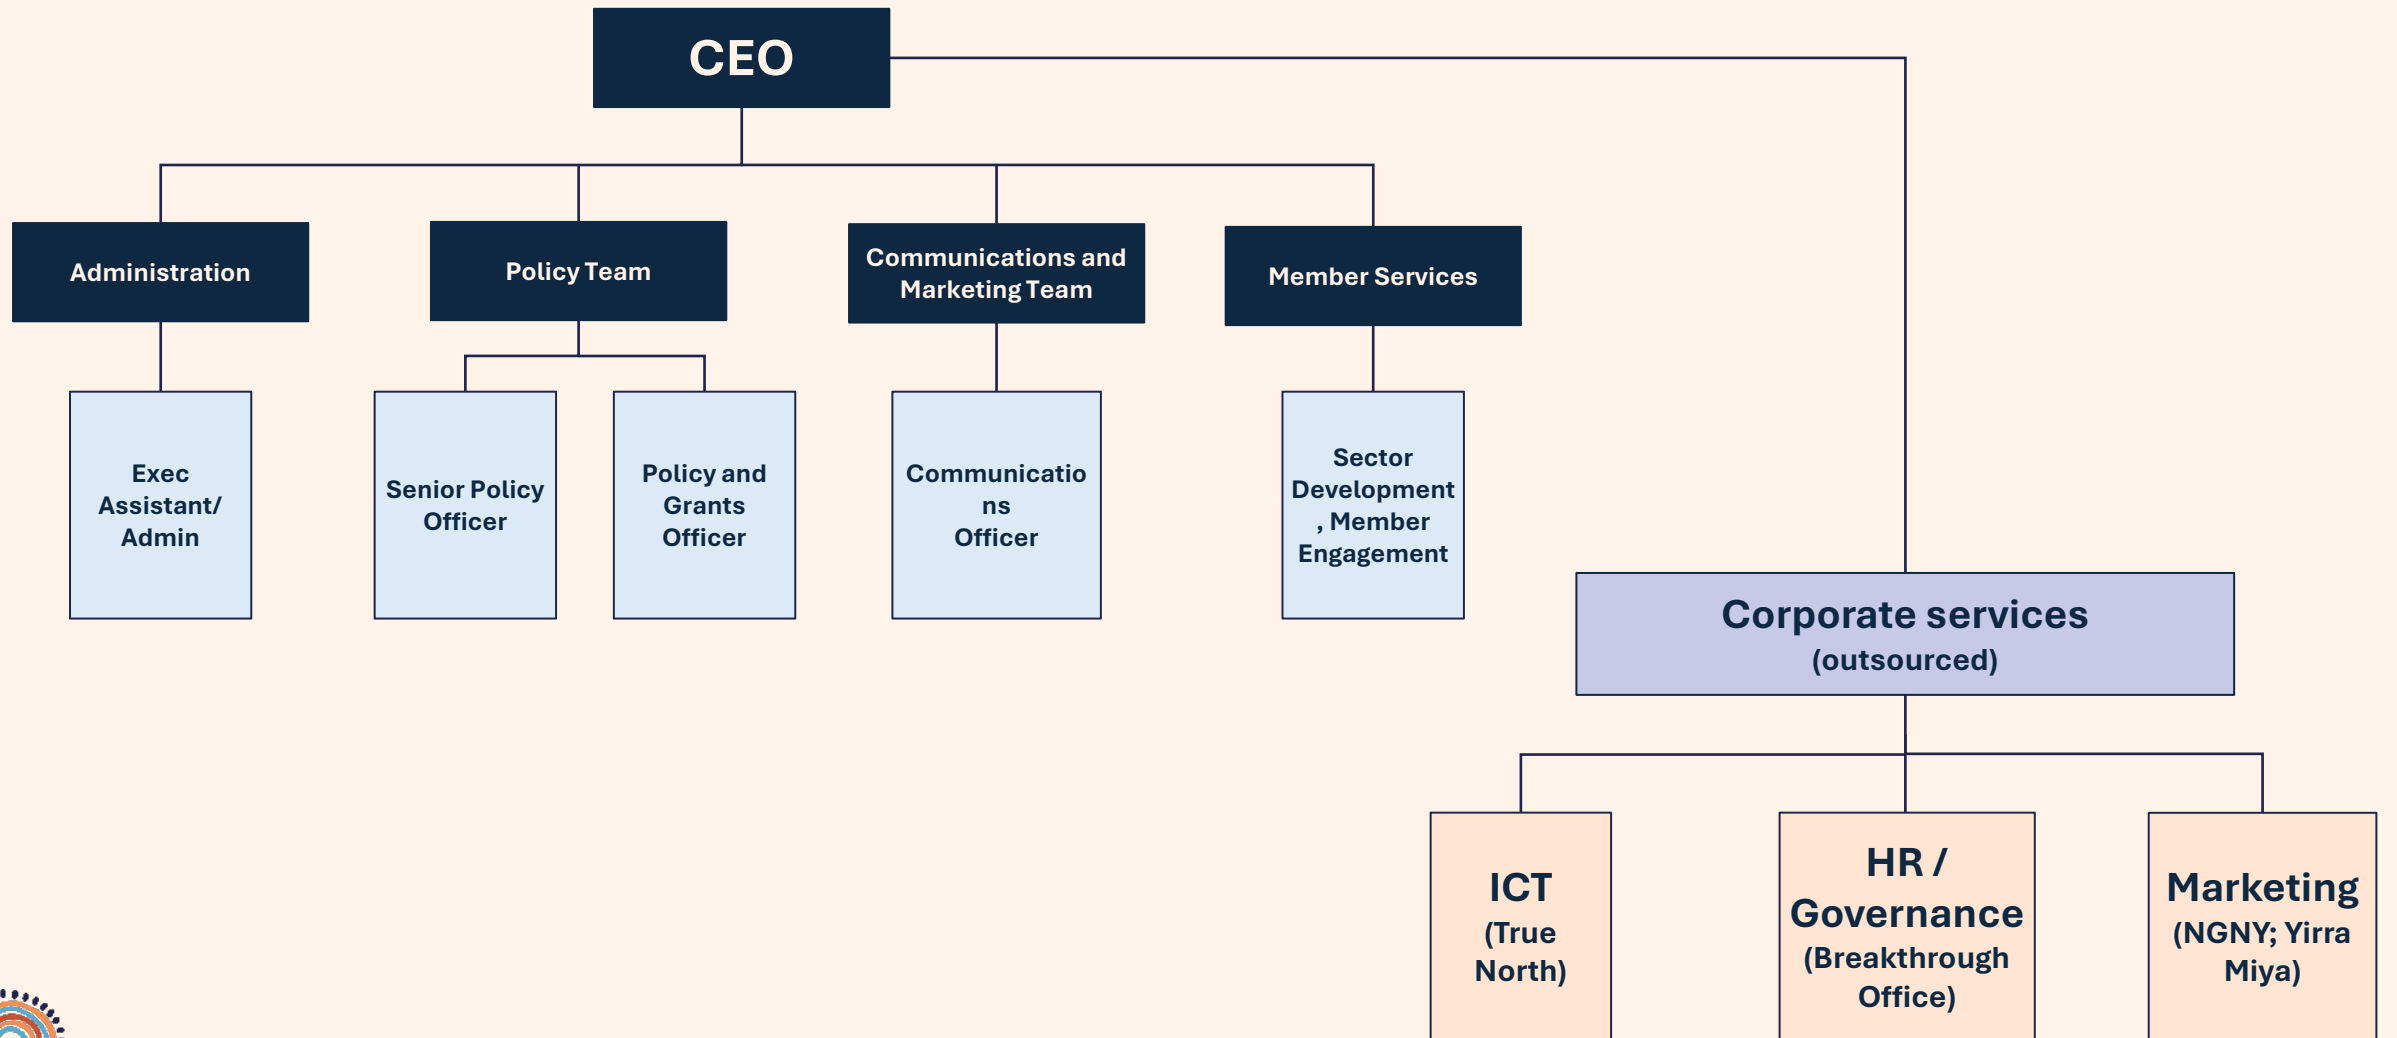 CEO
Administration
Policy Team
Communications and
Marketing Team
Member Services
Exec
Assistant/
Admin
Senior Policy
Officer
Policy and
Grants
Officer
Communicatio
ns
Officer
Sector
Development
, Member
Engagement
Corporate services
(outsourced)
ICT
(True
North)
HR /
Governance
(Breakthrough
Office)
Marketing
(NGNY; Yirra
Miya)